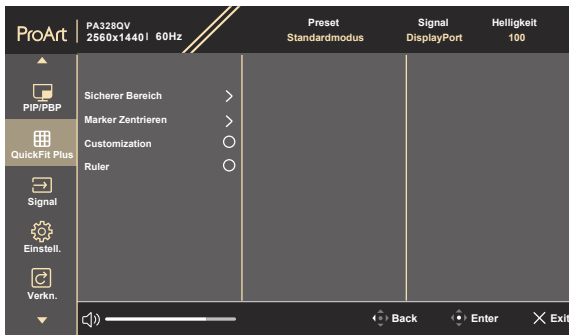 ProArt
PA328QV
2560x1440| 60Hz
Preset
Standardmodus
Signal
DisplayPort
Helligkeit
100
PIP/PBP
QuickFit Plus
Signal
Einstell.
Verkn.
Sicherer Bereich
Marker Zentrieren
Customization
Ruler
Back
Enter
Exit